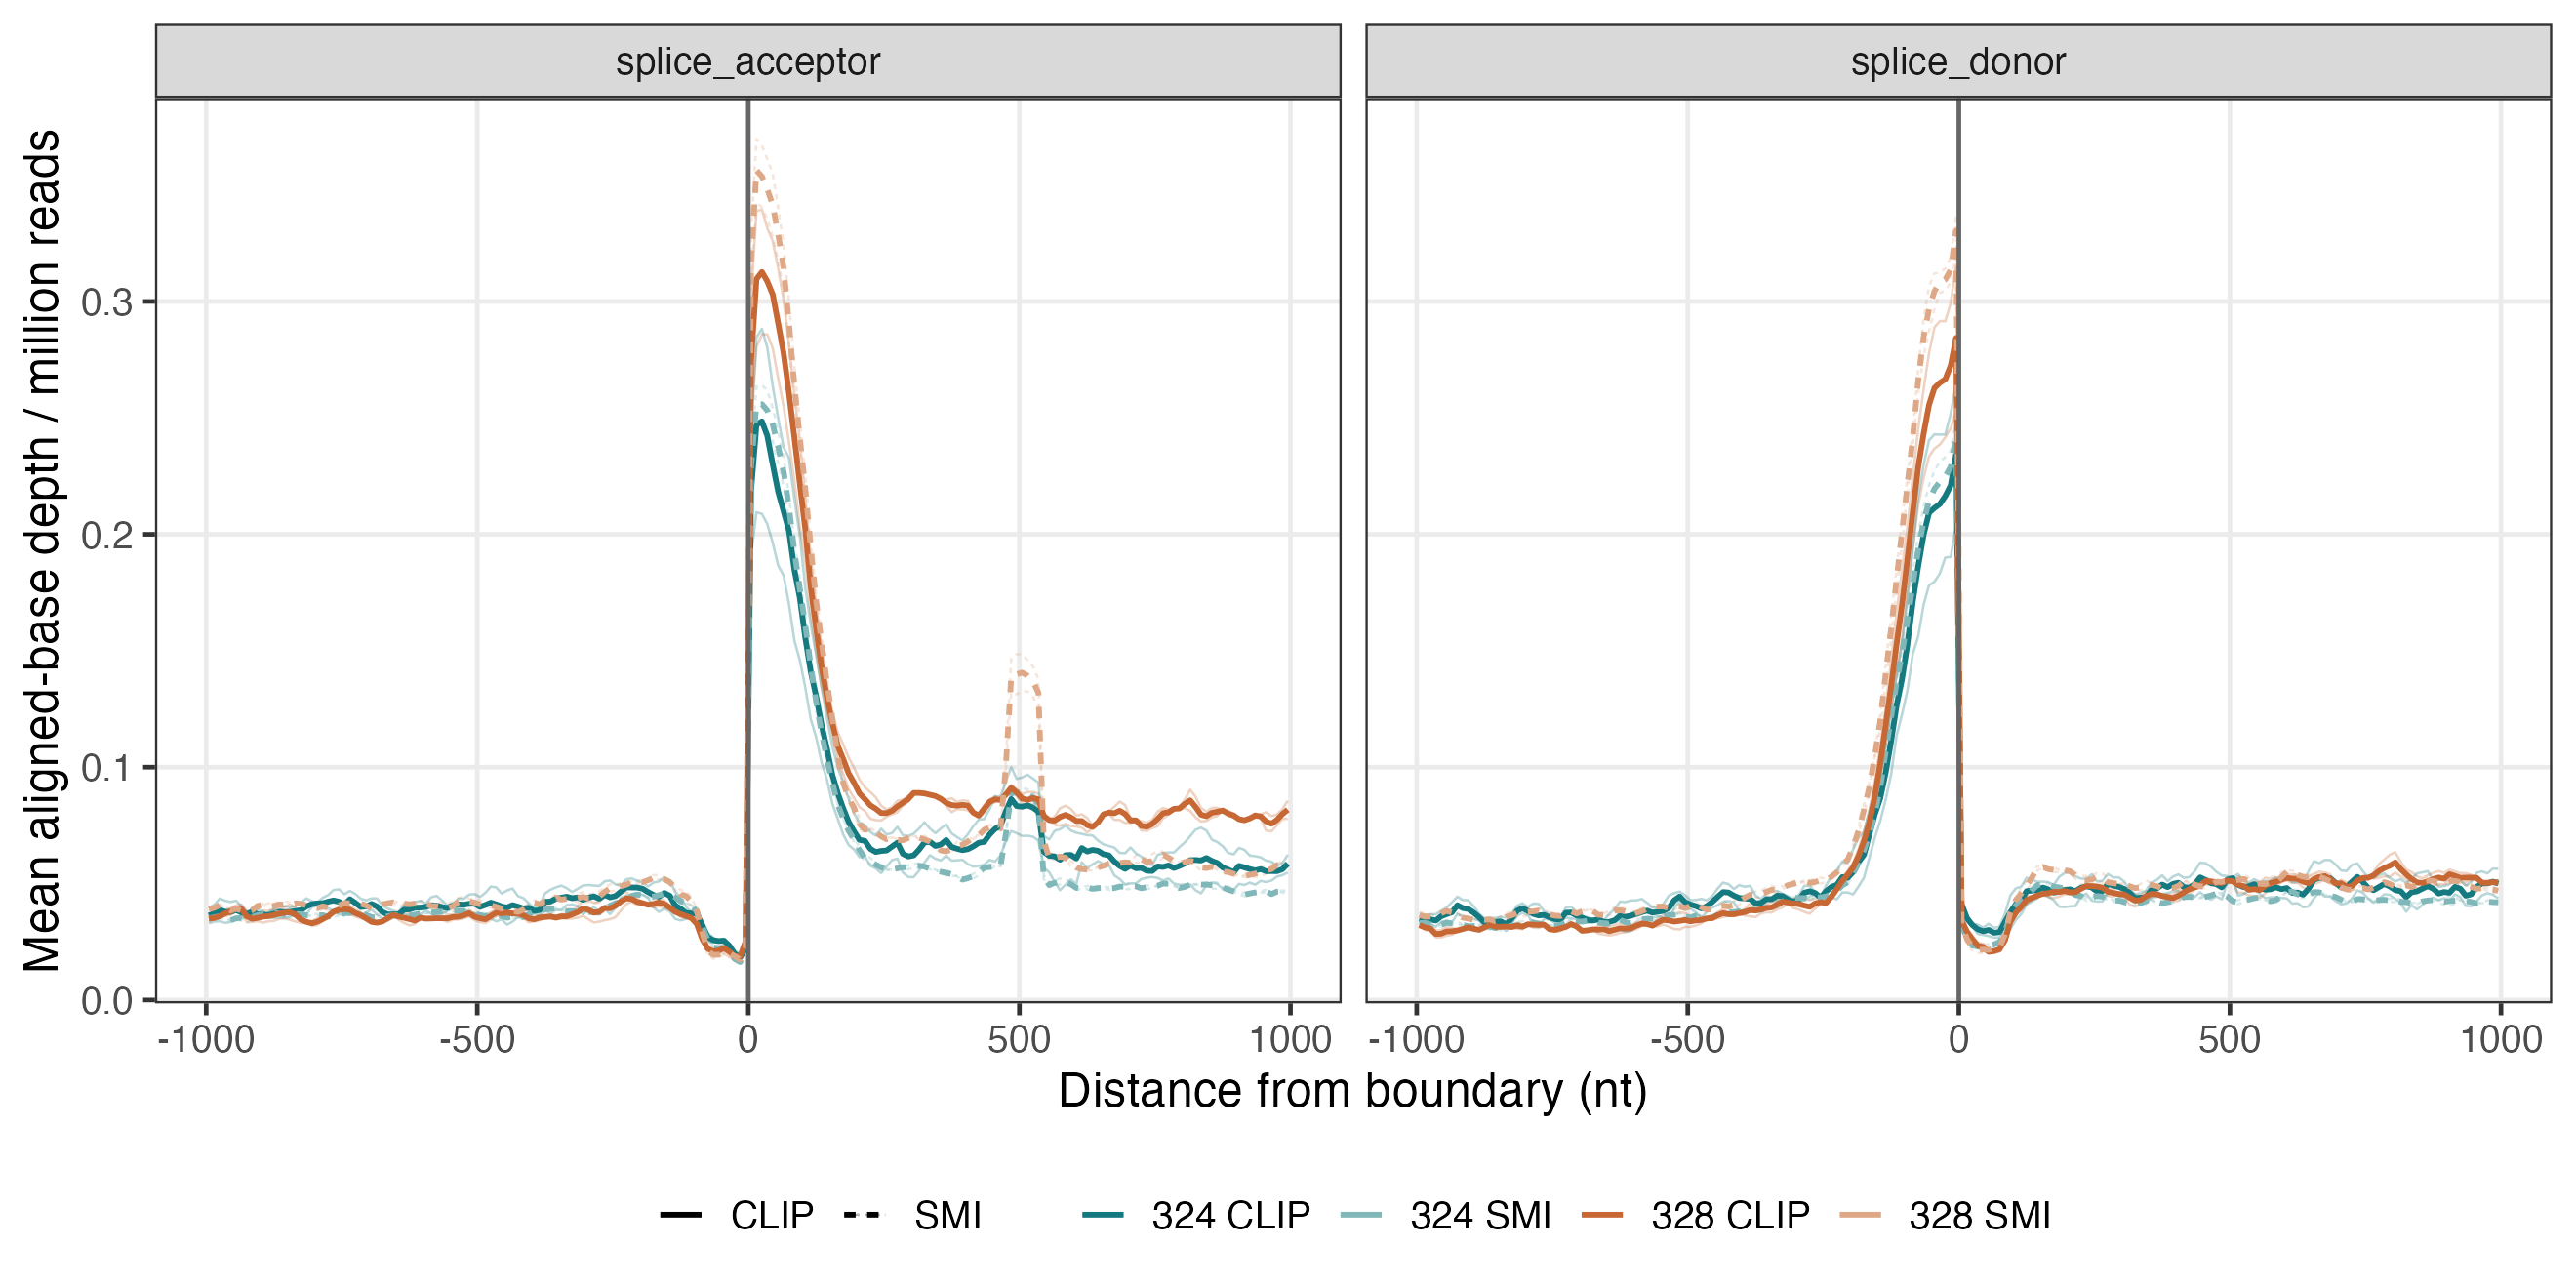 splice_acceptor
splice_donor
Mean aligned-base depth / million reads
0.3
0.2
0.1
0.0
-1000 -500 0 500 1000
-1000 -500 0 500 1000
Distance from boundary (nt)
CLIP SMI 324 CLIP 324 SMI 328 CLIP 328 SMI